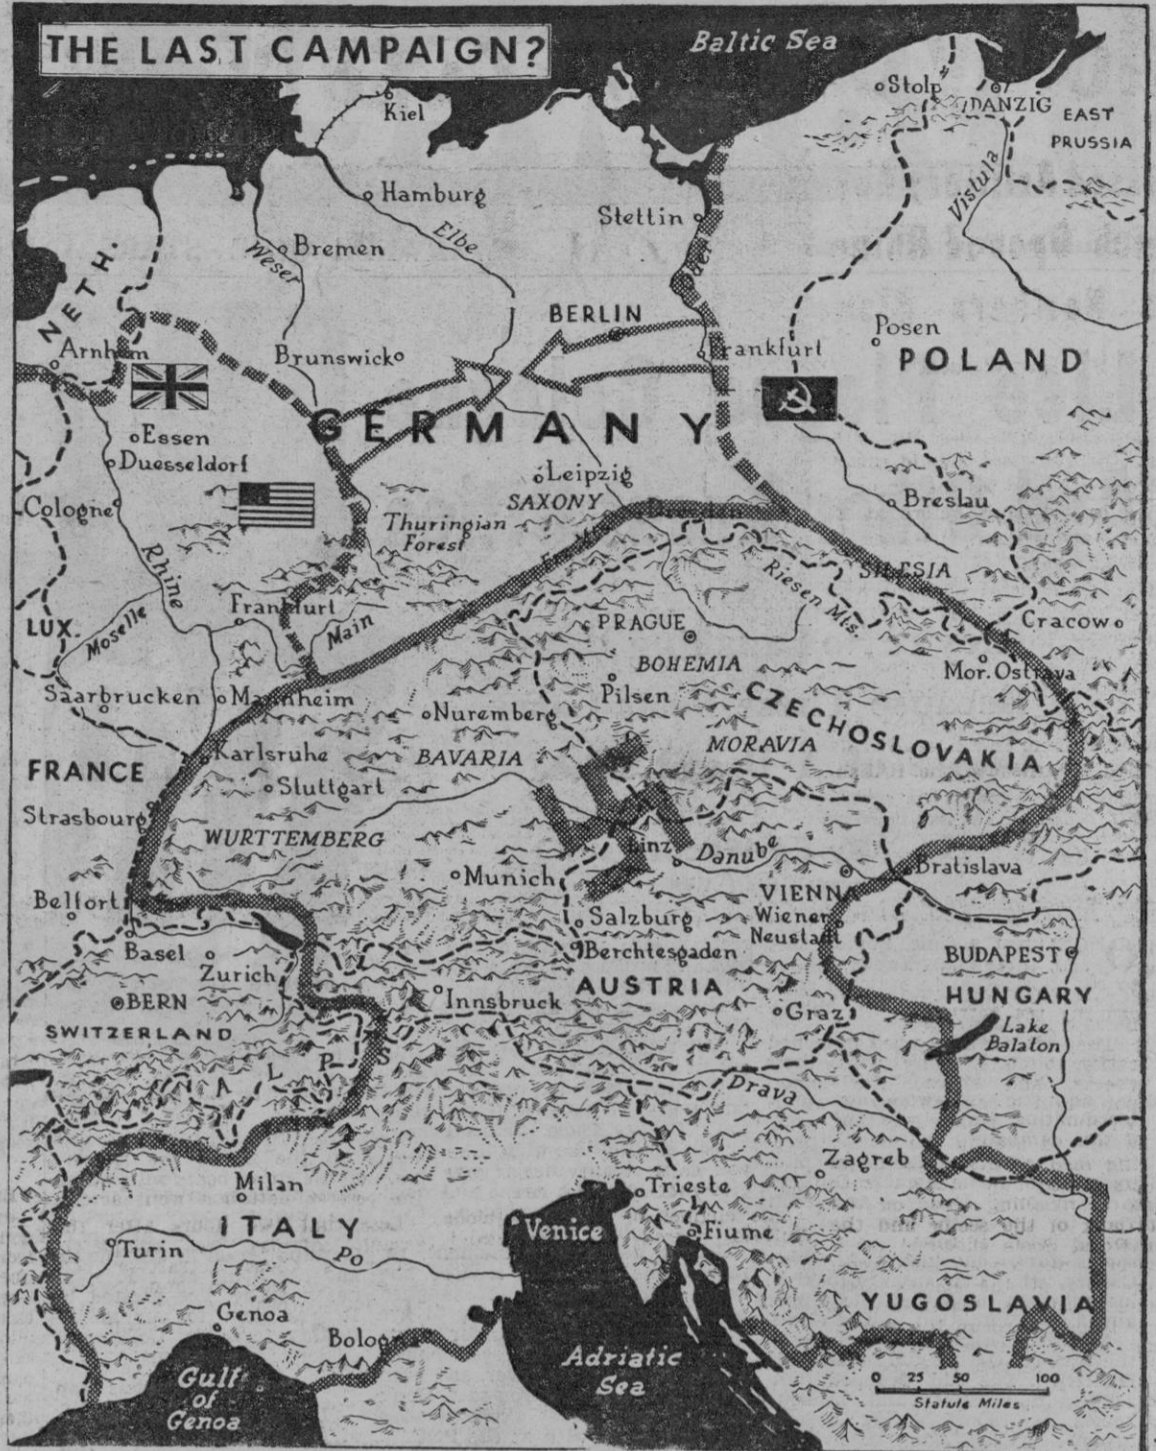 THE LAST CAMPAIGN?
Baltic Sea
Kiel
Stolp
DANZIG
EAST
PRUSSIA
Vistula
Hamburg
Elbe
Stettin
Oder
Bremen
Weser
NETH.
Arnhem
BERLIN
Brunswick
Frankfurt
Posen
POLAND
GERMANY
Essen
Duesseldorf
Cologne
Leipzig
SAXONY
Dresden
Breslau
Thuringian
Forest
Rhine
SILESIA
Riesen Mts.
Frankfurt
Main
Moselle
LUX.
PRAGUE
Cracow
BOHEMIA
Mor. Ostrava
Saarbrucken
Mannheim
Pilsen
Nuremberg
CZECHOSLOVAKIA
MORAVIA
Karlsruhe
BAVARIA
FRANCE
Stuttgart
Strasbourg
WURTTEMBERG
Linz
Danube
Munich
Bratislava
VIENNA
Belfort
Salzburg
Wiener
Neustadt
Basel
Zurich
Berchtesgaden
BUDAPEST
AUSTRIA
BERN
Innsbruck
HUNGARY
Graz
SWITZERLAND
Lake
Balaton
ALPS
Drava
Zagreb
Milan
Trieste
ITALY
Venice
Fiume
Turin
Po
YUGOSLAVIA
Genoa
Bologna
Adriatic
Sea
Gulf
of
Genoa
0 25 50 100
Statute Miles